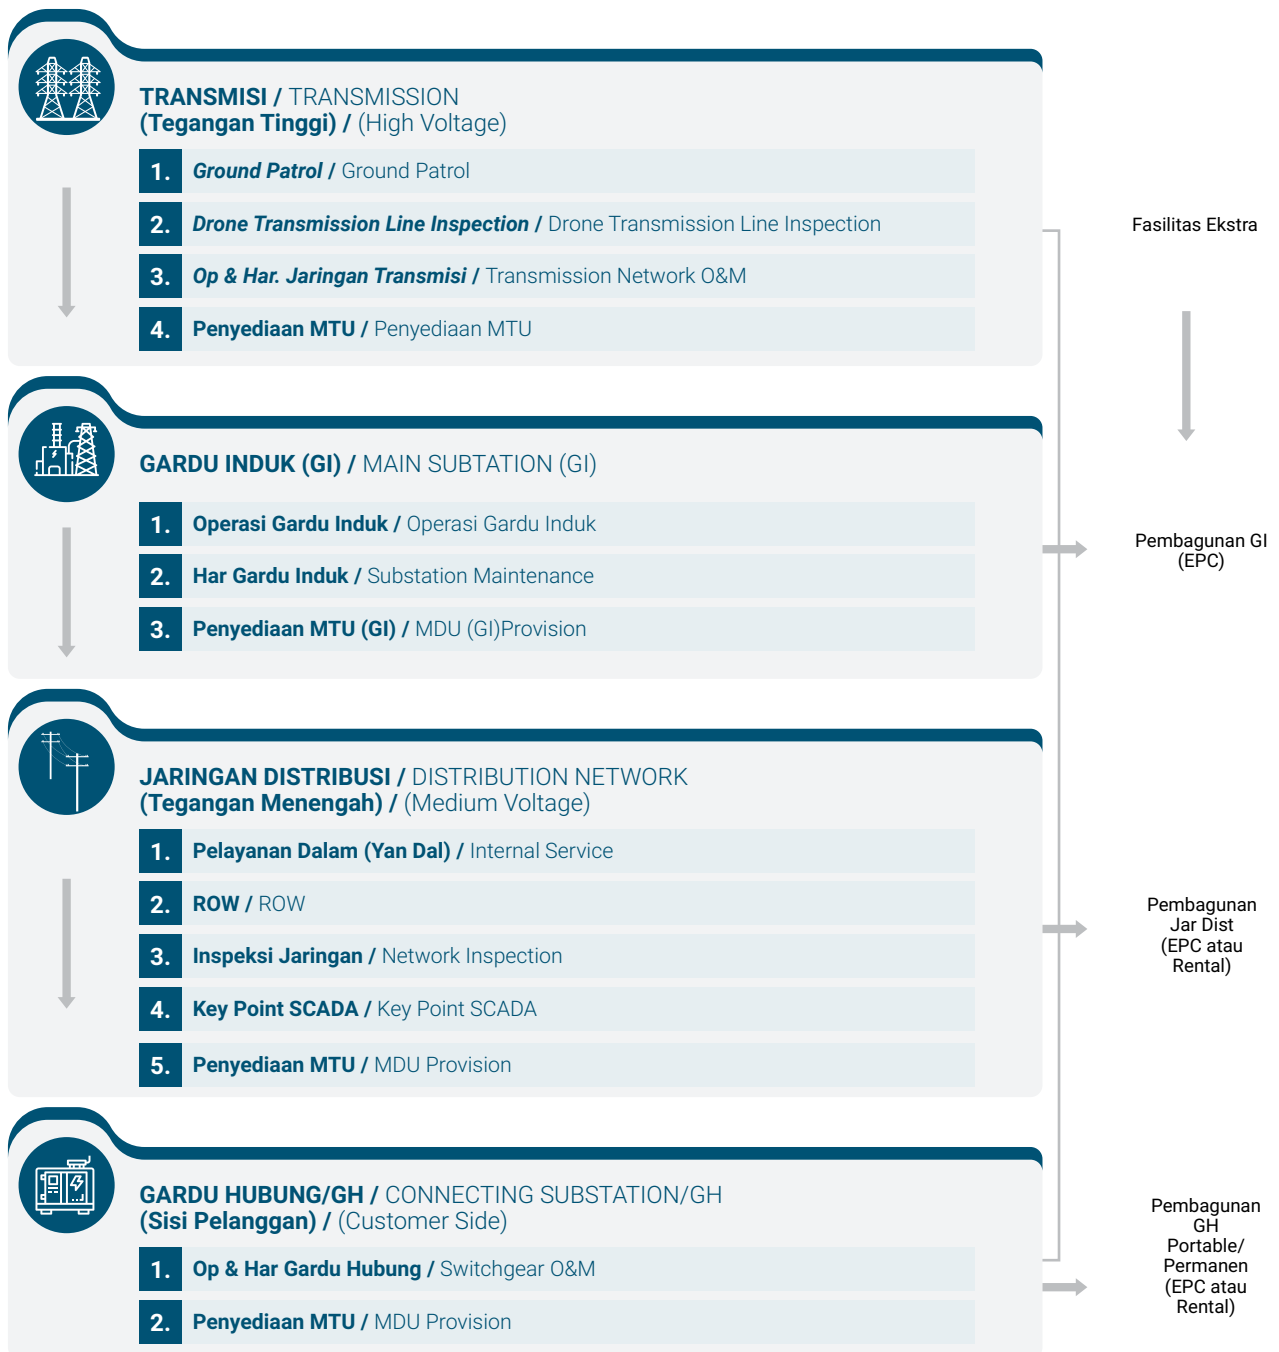 TRANSMISI / TRANSMISSION
(Tegangan Tinggi) / (High Voltage)
1. Ground Patrol / Ground Patrol
2. Drone Transmission Line Inspection / Drone Transmission Line Inspection
3. Op & Har. Jaringan Transmisi / Transmission Network O&M
4. Penyediaan MTU / Penyediaan MTU
Fasilitas Ekstra
GARDU INDUK (GI) / MAIN SUBTATION (GI)
1. Operasi Gardu Induk / Operasi Gardu Induk
2. Har Gardu Induk / Substation Maintenance
3. Penyediaan MTU (GI) / MDU (GI)Provision
Pembagunan GI
(EPC)
JARINGAN DISTRIBUSI / DISTRIBUTION NETWORK
(Tegangan Menengah) / (Medium Voltage)
1. Pelayanan Dalam (Yan Dal) / Internal Service
2. ROW / ROW
3. Inspeksi Jaringan / Network Inspection
4. Key Point SCADA / Key Point SCADA
5. Penyediaan MTU / MDU Provision
Pembagunan
Jar Dist
(EPC atau
Rental)
GARDU HUBUNG/GH / CONNECTING SUBSTATION/GH
(Sisi Pelanggan) / (Customer Side)
1. Op & Har Gardu Hubung / Switchgear O&M
2. Penyediaan MTU / MDU Provision
Pembagunan
GH
Portable/
Permanen
(EPC atau
Rental)